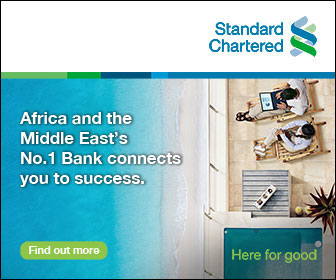 Standard
Chartered
Africa and the
Middle East's
No.1 Bank connects
you to success.
Find out more
Here for good